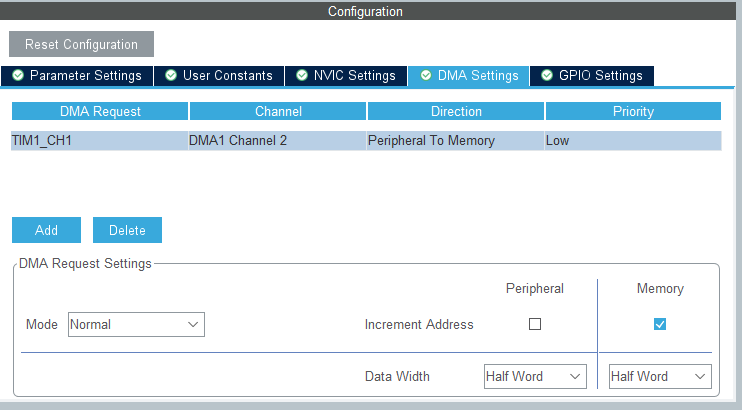 Configuration
Reset Configuration
Parameter Settings User Constants NVIC Settings DMA Settings GPIO Settings
DMA Request Channel Direction Priority
TIM1_CH1 DMA1 Channel 2 Peripheral To Memory Low
Add Delete
DMA Request Settings
Peripheral Memory
Mode Normal Increment Address
Data Width Half Word Half Word